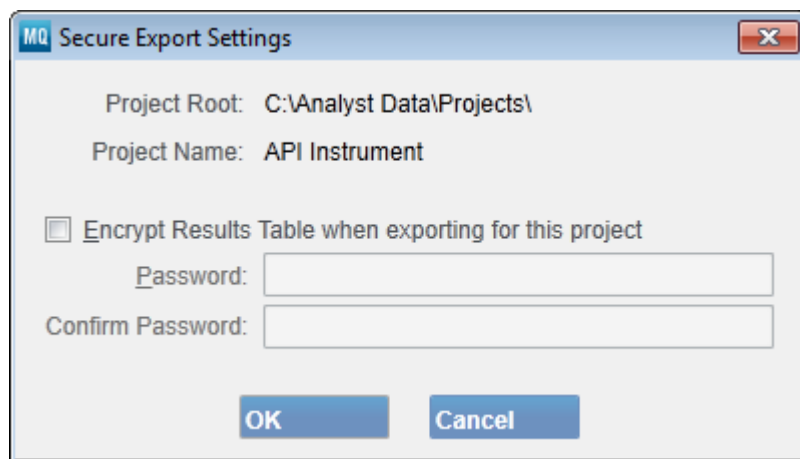 MQ Secure Export Settings
Project Root: C:\Analyst Data\Projects\
Project Name: API Instrument
Encrypt Results Table when exporting for this project
Password:
Confirm Password:
OK Cancel